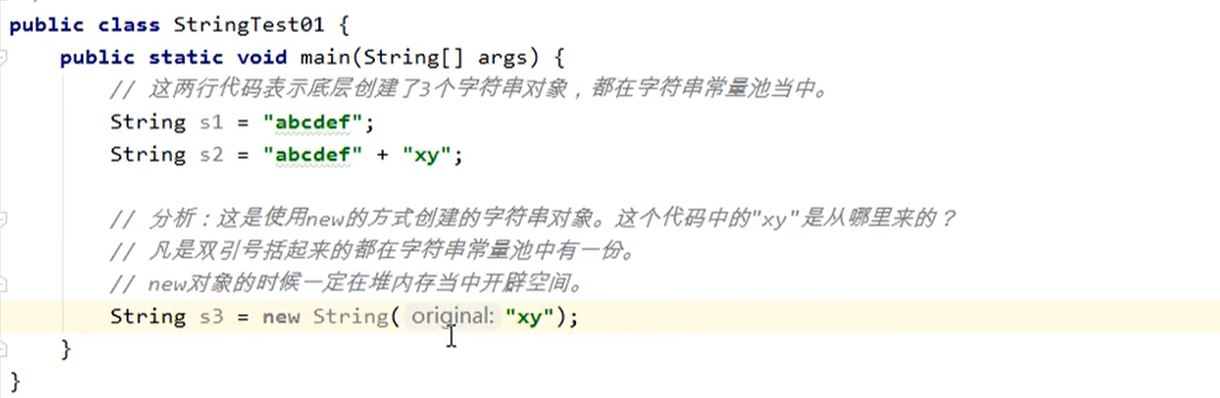 public class StringTest01 {
public static void main(String[] args) {
// 这两行代码表示底层创建了3个字符串对象，都在字符串常量池当中。
String s1 = "abcdef";
String s2 = "abcdef" + "xy";
// 分析：这是使用new的方式创建的字符串对象。这个代码中的"xy"是从哪里来的？
// 凡是双引号括起来的都在字符串常量池中有一份。
// new对象的时候一定在堆内存当中开辟空间。
String s3 = new String( original: "xy");
}
}